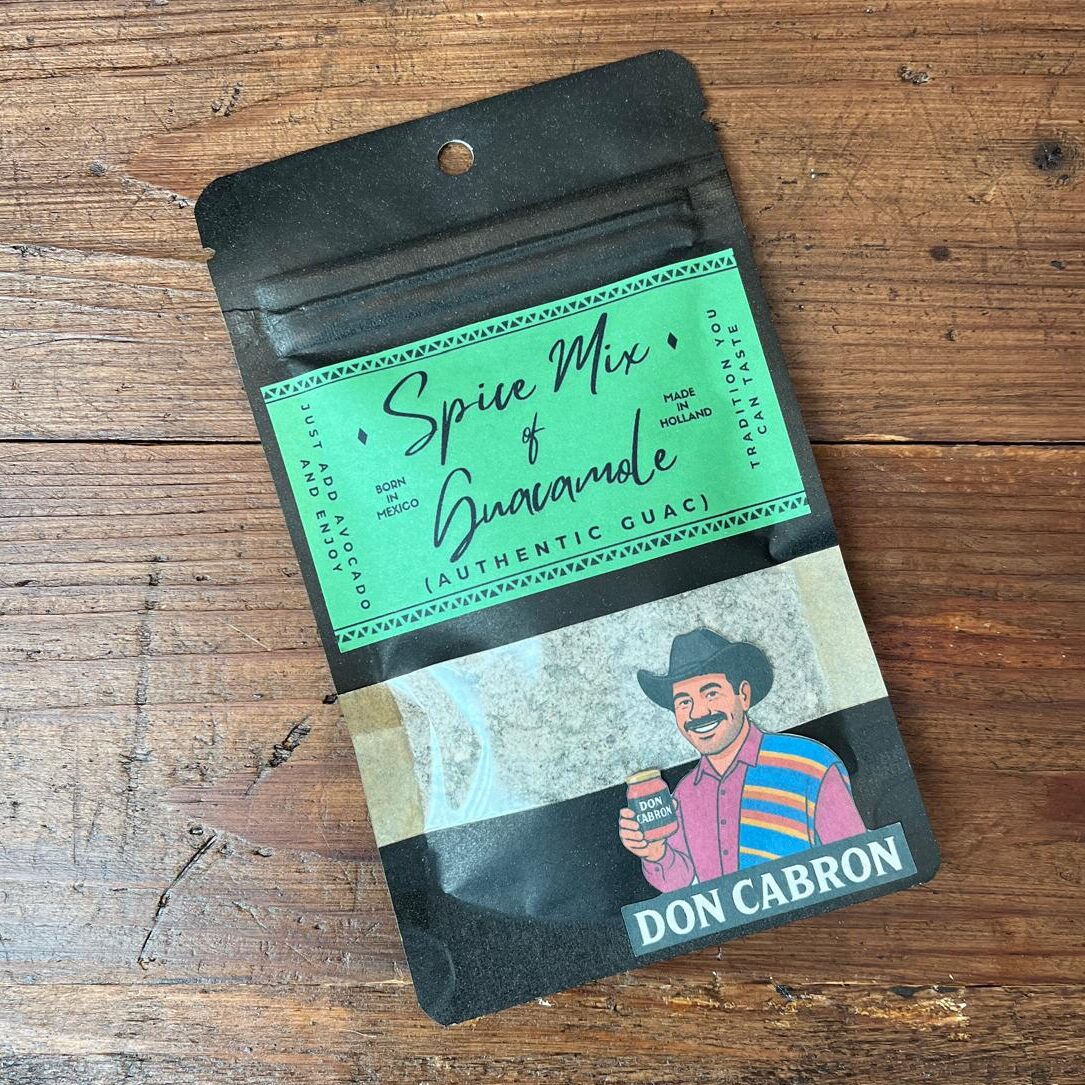 Spice Mix
of
Guacamole
(AUTHENTIC GUAC)
BORN
IN
MEXICO
MADE
IN
HOLLAND
JUST ADD AVOCADO
AND ENJOY
TRADITION YOU
CAN TASTE
DON
CABRON
DON CABRON